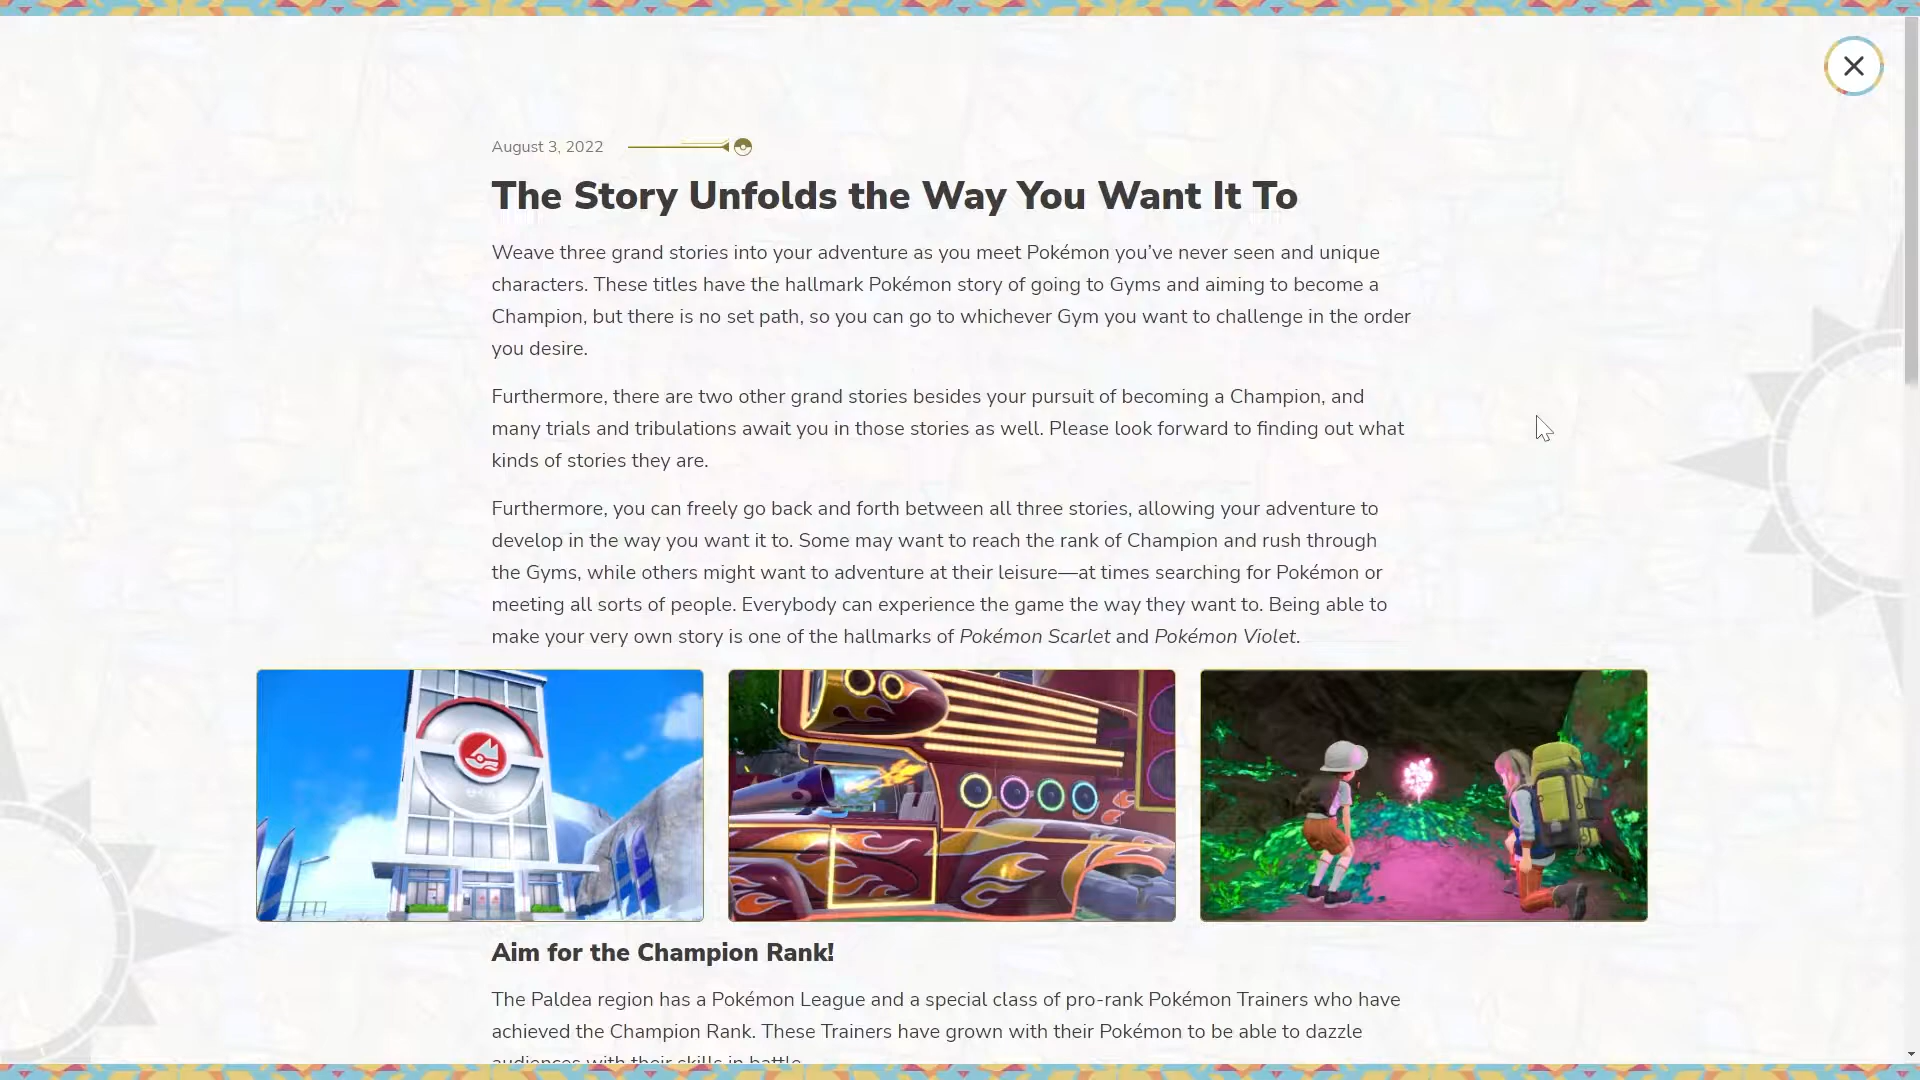 August 3, 2022
The Story Unfolds the Way You Want It To
Weave three grand stories into your adventure as you meet Pokémon you’ve never seen and unique
characters. These titles have the hallmark Pokémon story of going to Gyms and aiming to become a
Champion, but there is no set path, so you can go to whichever Gym you want to challenge in the order
you desire.
Furthermore, there are two other grand stories besides your pursuit of becoming a Champion, and
many trials and tribulations await you in those stories as well. Please look forward to finding out what
kinds of stories they are.
Furthermore, you can freely go back and forth between all three stories, allowing your adventure to
develop in the way you want it to. Some may want to reach the rank of Champion and rush through
the Gyms, while others might want to adventure at their leisure—at times searching for Pokémon or
meeting all sorts of people. Everybody can experience the game the way they want to. Being able to
make your very own story is one of the hallmarks of Pokémon Scarlet and Pokémon Violet.
Aim for the Champion Rank!
The Paldea region has a Pokémon League and a special class of pro-rank Pokémon Trainers who have
achieved the Champion Rank. These Trainers have grown with their Pokémon to be able to dazzle
audiences with their skills in battle.